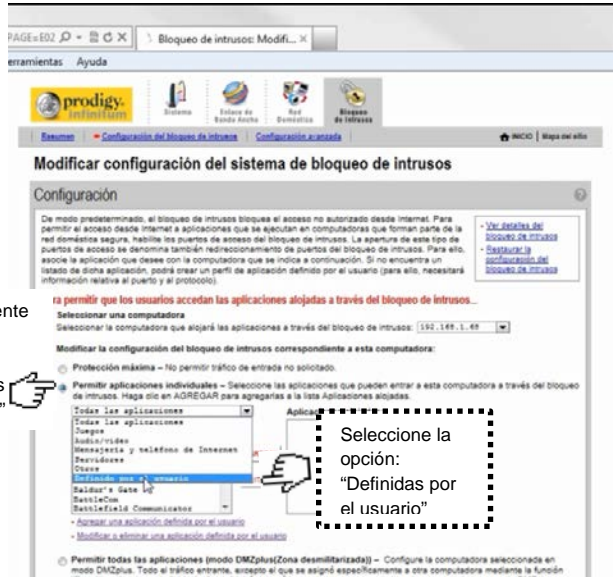 PAGE=E02
Bloqueo de intrusos: Modifi...
erramientas Ayuda
prodigy.
infinitum
Sistema
Enlace de
Banda Ancha
Red
Doméstica
Bloqueo
de Intrusos
Resumen
Configuración del bloqueo de intrusos
Configuración avanzada
INICIO | Mapa del sitio
Modificar configuración del sistema de bloqueo de intrusos
Configuración
De modo predeterminado, el bloqueo de intrusos bloquea el acceso no autorizado desde Internet. Para
permitir el acceso desde Internet a aplicaciones que se ejecutan en computadoras que forman parte de la
red doméstica segura, habilite los puertos de acceso del bloqueo de intrusos. La apertura de este tipo de
puertos de acceso se denomina también redireccionamiento de puertos del bloqueo de intrusos. Para ello,
asocie la aplicación que desee con la computadora que se indica a continuación. Si no encuentra un
listado de dicha aplicación, podrá crear un perfil de aplicación definido por el usuario (para ello, necesitará
información relativa al puerto y al protocolo).
Ver detalles del
bloqueo de intrusos
Restaurar la
configuración del
bloqueo de intrusos
ra permitir que los usuarios accedan las aplicaciones alojadas a través del bloqueo de intrusos...
Seleccionar una computadora
Seleccionar la computadora que alojará las aplicaciones a través del bloqueo de intrusos: 192.168.1.68
ente
Modificar la configuración del bloqueo de intrusos correspondiente a esta computadora:
Protección máxima – No permitir tráfico de entrada no solicitado.
s
”
Permitir aplicaciones individuales – Seleccione las aplicaciones que pueden entrar a esta computadora a través del bloqueo
de intrusos. Haga clic en AGREGAR para agregarlas a la lista Aplicaciones alojadas.
Todas las aplicaciones
Todas las aplicaciones
Juegos
Audio/video
Mensajería y teléfono de Internet
Servidores
Otros
Definido por el usuario
Baldur's Gate
BattleCom
Battlefield Communicator
Seleccione la
opción:
“Definidas por
el usuario”
Agregar una aplicación definida por el usuario
Modificar o eliminar una aplicación definida por el usuario
Permitir todas las aplicaciones (modo DMZplus(Zona desmilitarizada)) – Configure la computadora seleccionada en
modo DMZplus. Todo el tráfico entrante, excepto el que se asignó específicamente a otra computadora mediante la función